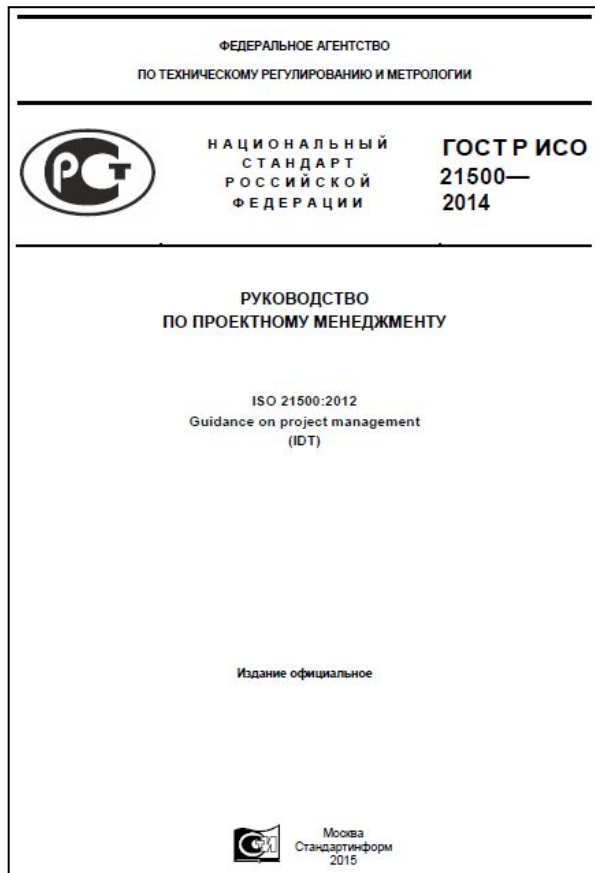 ФЕДЕРАЛЬНОЕ АГЕНТСТВО
ПО ТЕХНИЧЕСКОМУ РЕГУЛИРОВАНИЮ И МЕТРОЛОГИИ
РСТ
НАЦИОНАЛЬНЫЙ
СТАНДАРТ
РОССИЙСКОЙ
ФЕДЕРАЦИИ
ГОСТ Р ИСО
21500—
2014
РУКОВОДСТВО
ПО ПРОЕКТНОМУ МЕНЕДЖМЕНТУ
ISO 21500:2012
Guidance on project management
(IDT)
Издание официальное
Москва
Стандартинформ
2015